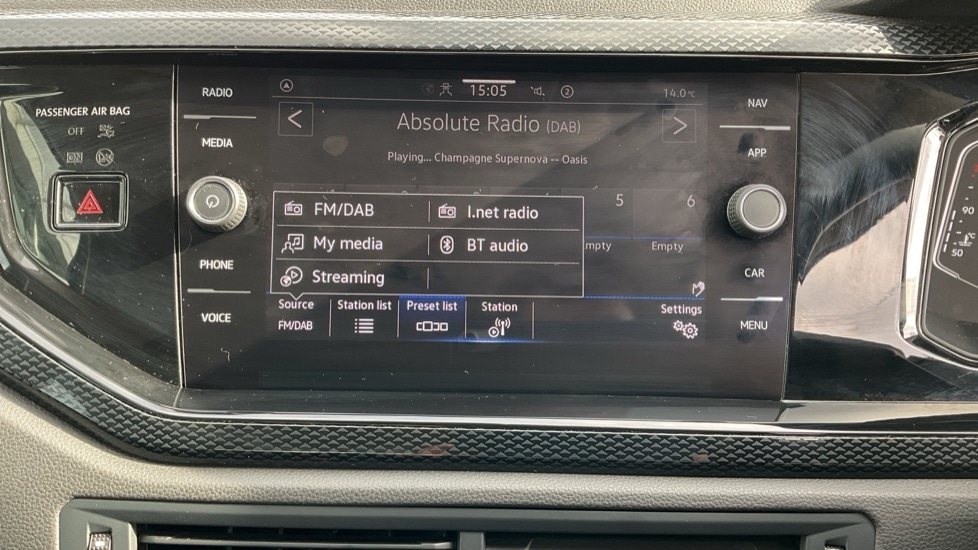 RADIO
15:05
2
14.0°C
NAV
PASSENGER AIR BAG
OFF
Absolute Radio (DAB)
MEDIA
APP
Playing... Champagne Supernova -- Oasis
FM/DAB
I.net radio
5
6
My media
BT audio
mpty
Empty
Streaming
PHONE
CAR
Source
Station list
Preset list
Station
Settings
FM/DAB
VOICE
MENU
90
50